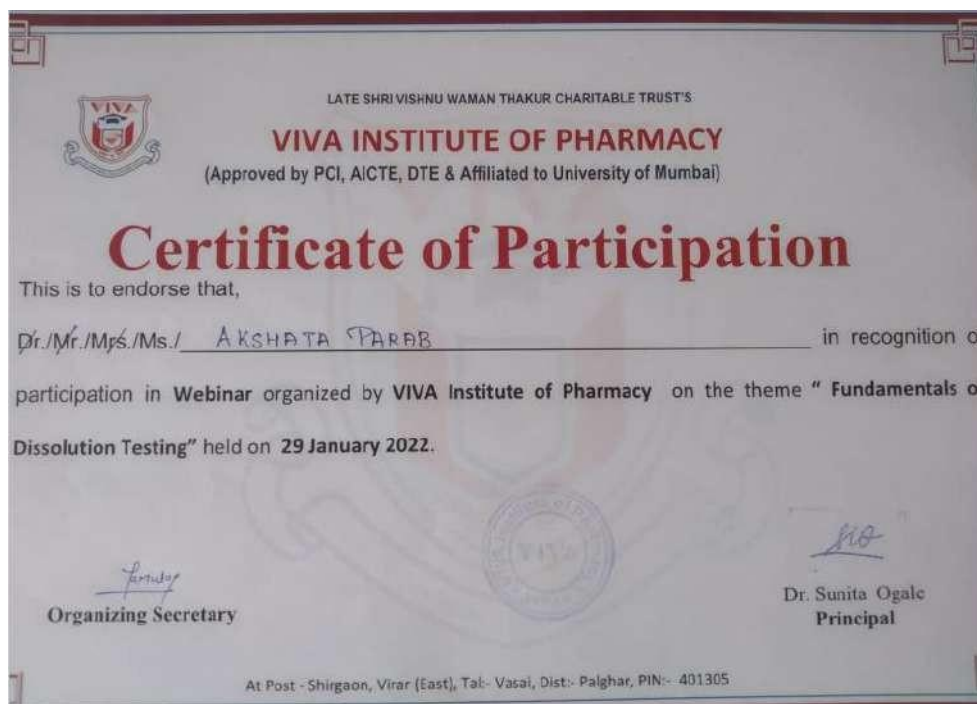 VIVA
LATE SHRI VISHNU WAMAN THAKUR CHARITABLE TRUST'S
VIVA INSTITUTE OF PHARMACY
(Approved by PCI, AICTE, DTE & Affiliated to University of Mumbai)
Certificate of Participation
This is to endorse that,
Dr./Mr./Mrs./Ms./ AKSHATA PARAB in recognition o
participation in Webinar organized by VIVA Institute of Pharmacy on the theme " Fundamentals o
Dissolution Testing" held on 29 January 2022.
Organizing Secretary
Dr. Sunita Ogale
Principal
At Post - Shirgaon, Virar (East), Tal:- Vasai, Dist:- Palghar, PIN:- 401305